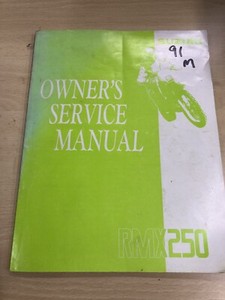 91
M
OWNER'S
SERVICE
MANUAL
RMX250